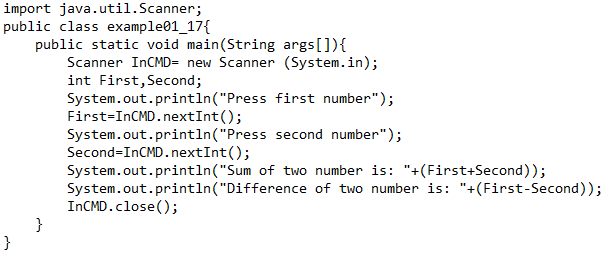 import java.util.Scanner;
public class example01_17{
    public static void main(String args[]){
        Scanner InCMD= new Scanner (System.in);
        int First,Second;
        System.out.println("Press first number");
        First=InCMD.nextInt();
        System.out.println("Press second number");
        Second=InCMD.nextInt();
        System.out.println("Sum of two number is: "+(First+Second));
        System.out.println("Difference of two number is: "+(First-Second));
        InCMD.close();
    }
}